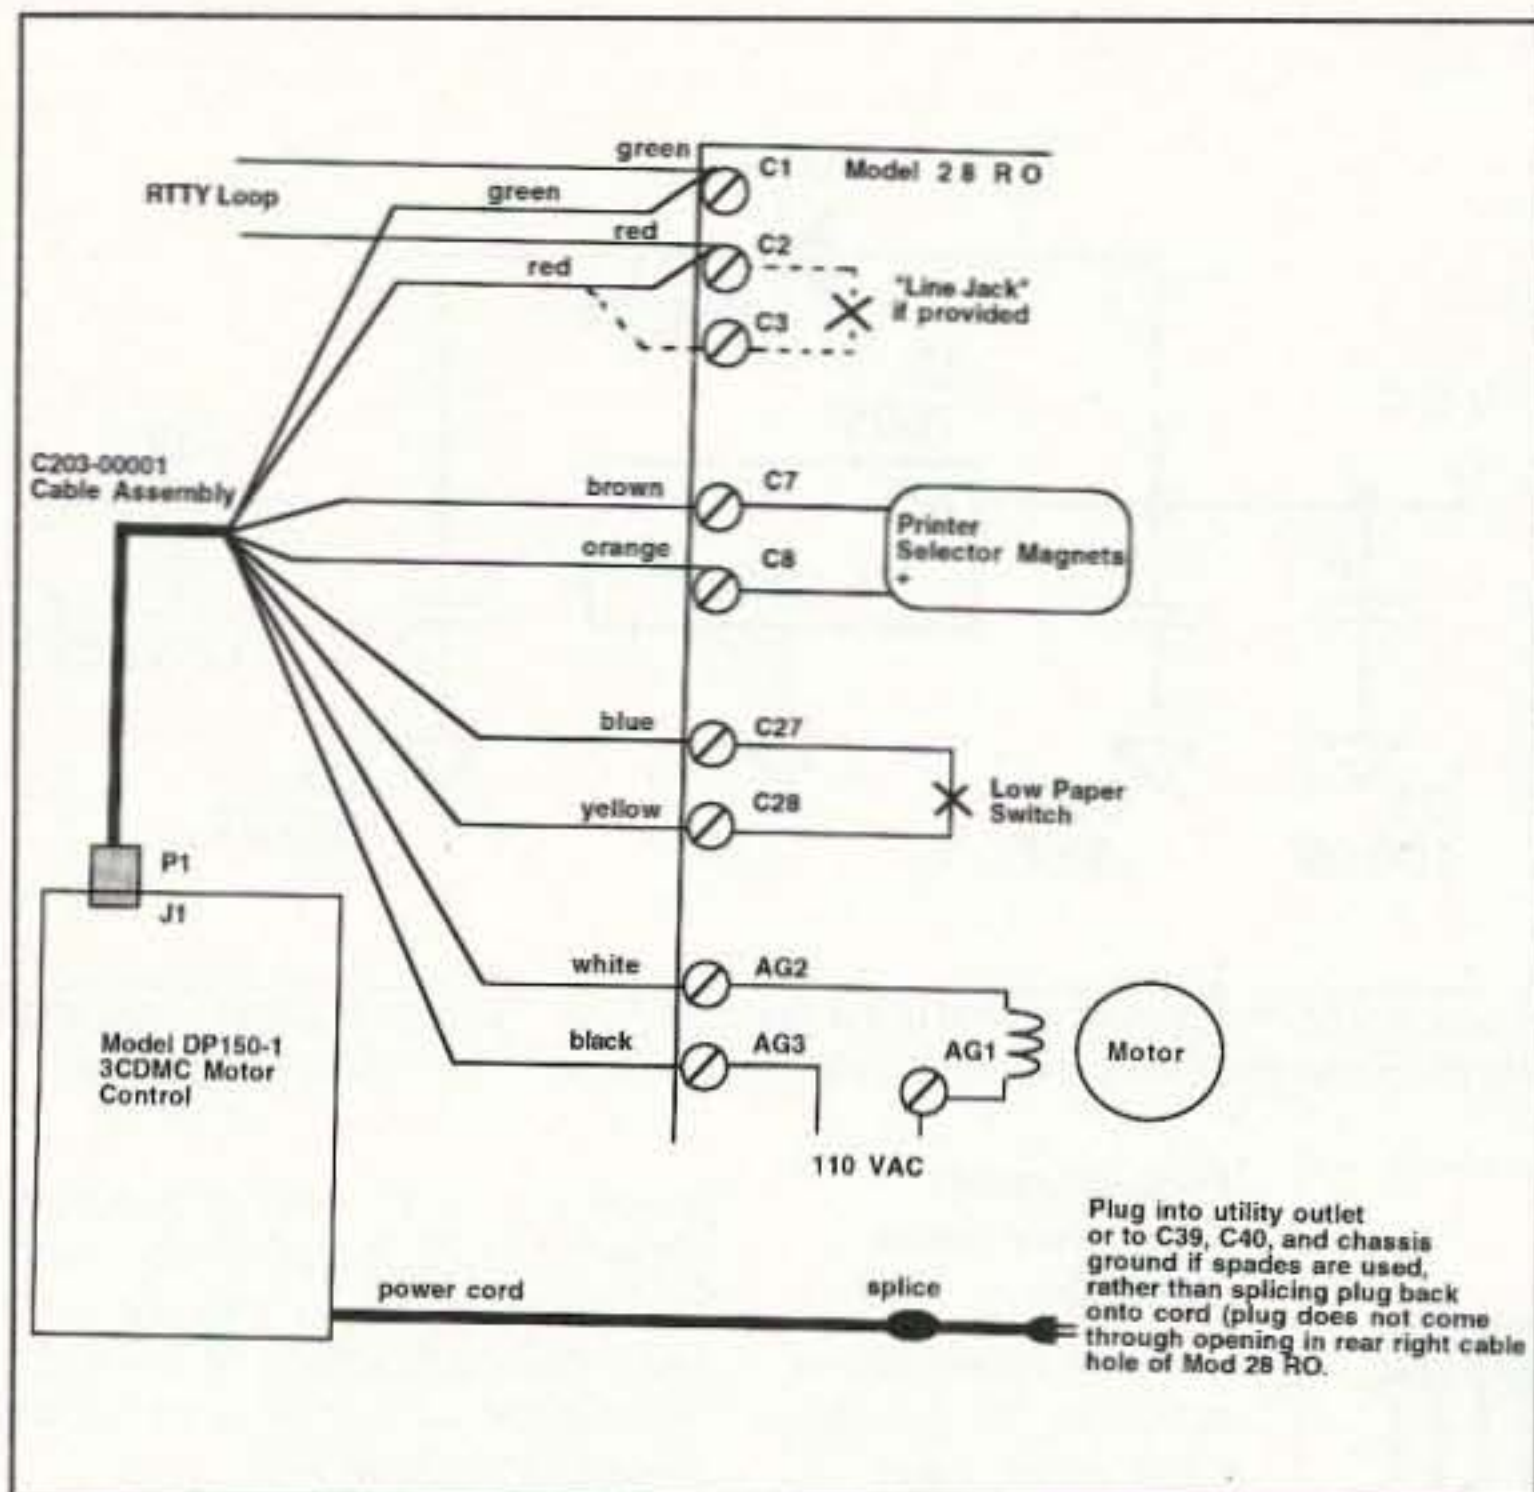 green
C1
Model 28 RO
RTTY Loop
green
red
C2
red
"Line Jack"
if provided
C3
C203-00001
Cable Assembly
brown
C7
Printer
Selector Magnets
+
orange
C8
blue
C27
Low Paper
Switch
yellow
C28
P1
J1
white
AG2
black
AG3
AG1
Motor
Model DP150-1
3CDMC Motor
Control
110 VAC
Plug into utility outlet
or to C39, C40, and chassis
ground if spades are used,
rather than splicing plug back
onto cord (plug does not come
through opening in rear right cable
hole of Mod 28 RO.
power cord
splice